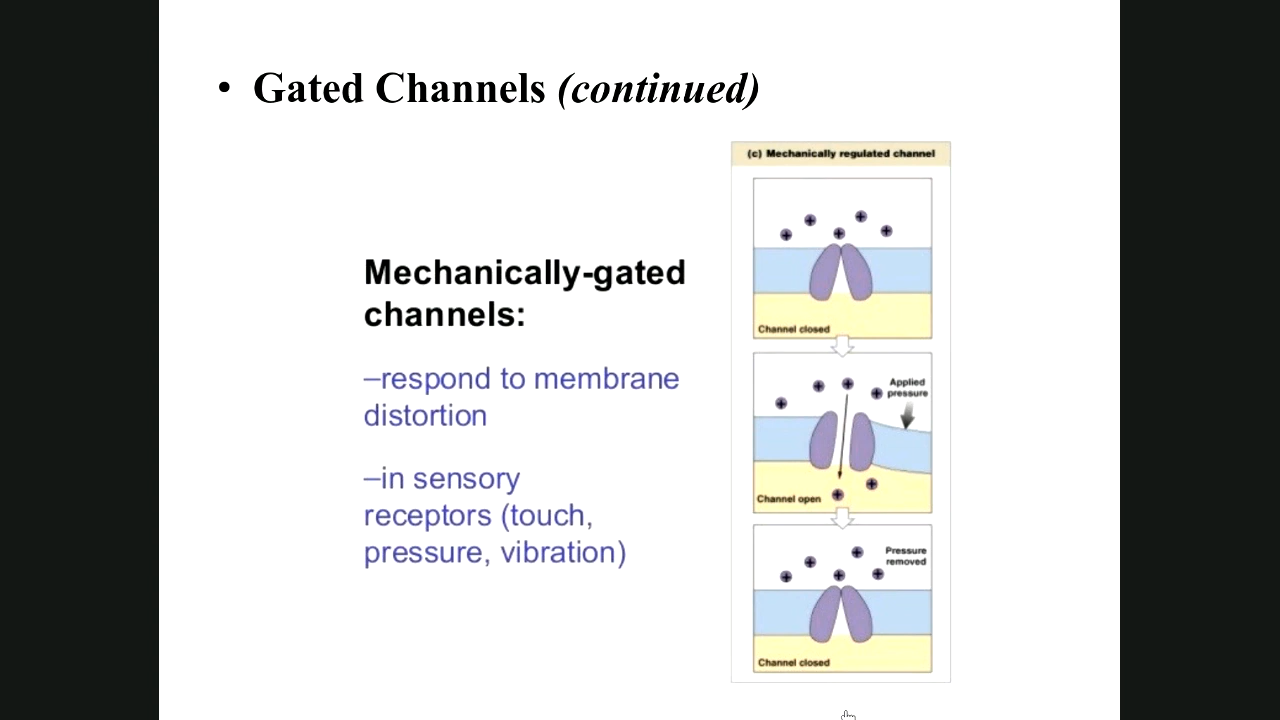 • Gated Channels (continued)
(c) Mechanically regulated channel
Mechanically-gated
channels:
–respond to membrane
distortion
–in sensory
receptors (touch,
pressure, vibration)
Channel closed
Applied
pressure
Channel open
Pressure
removed
Channel closed